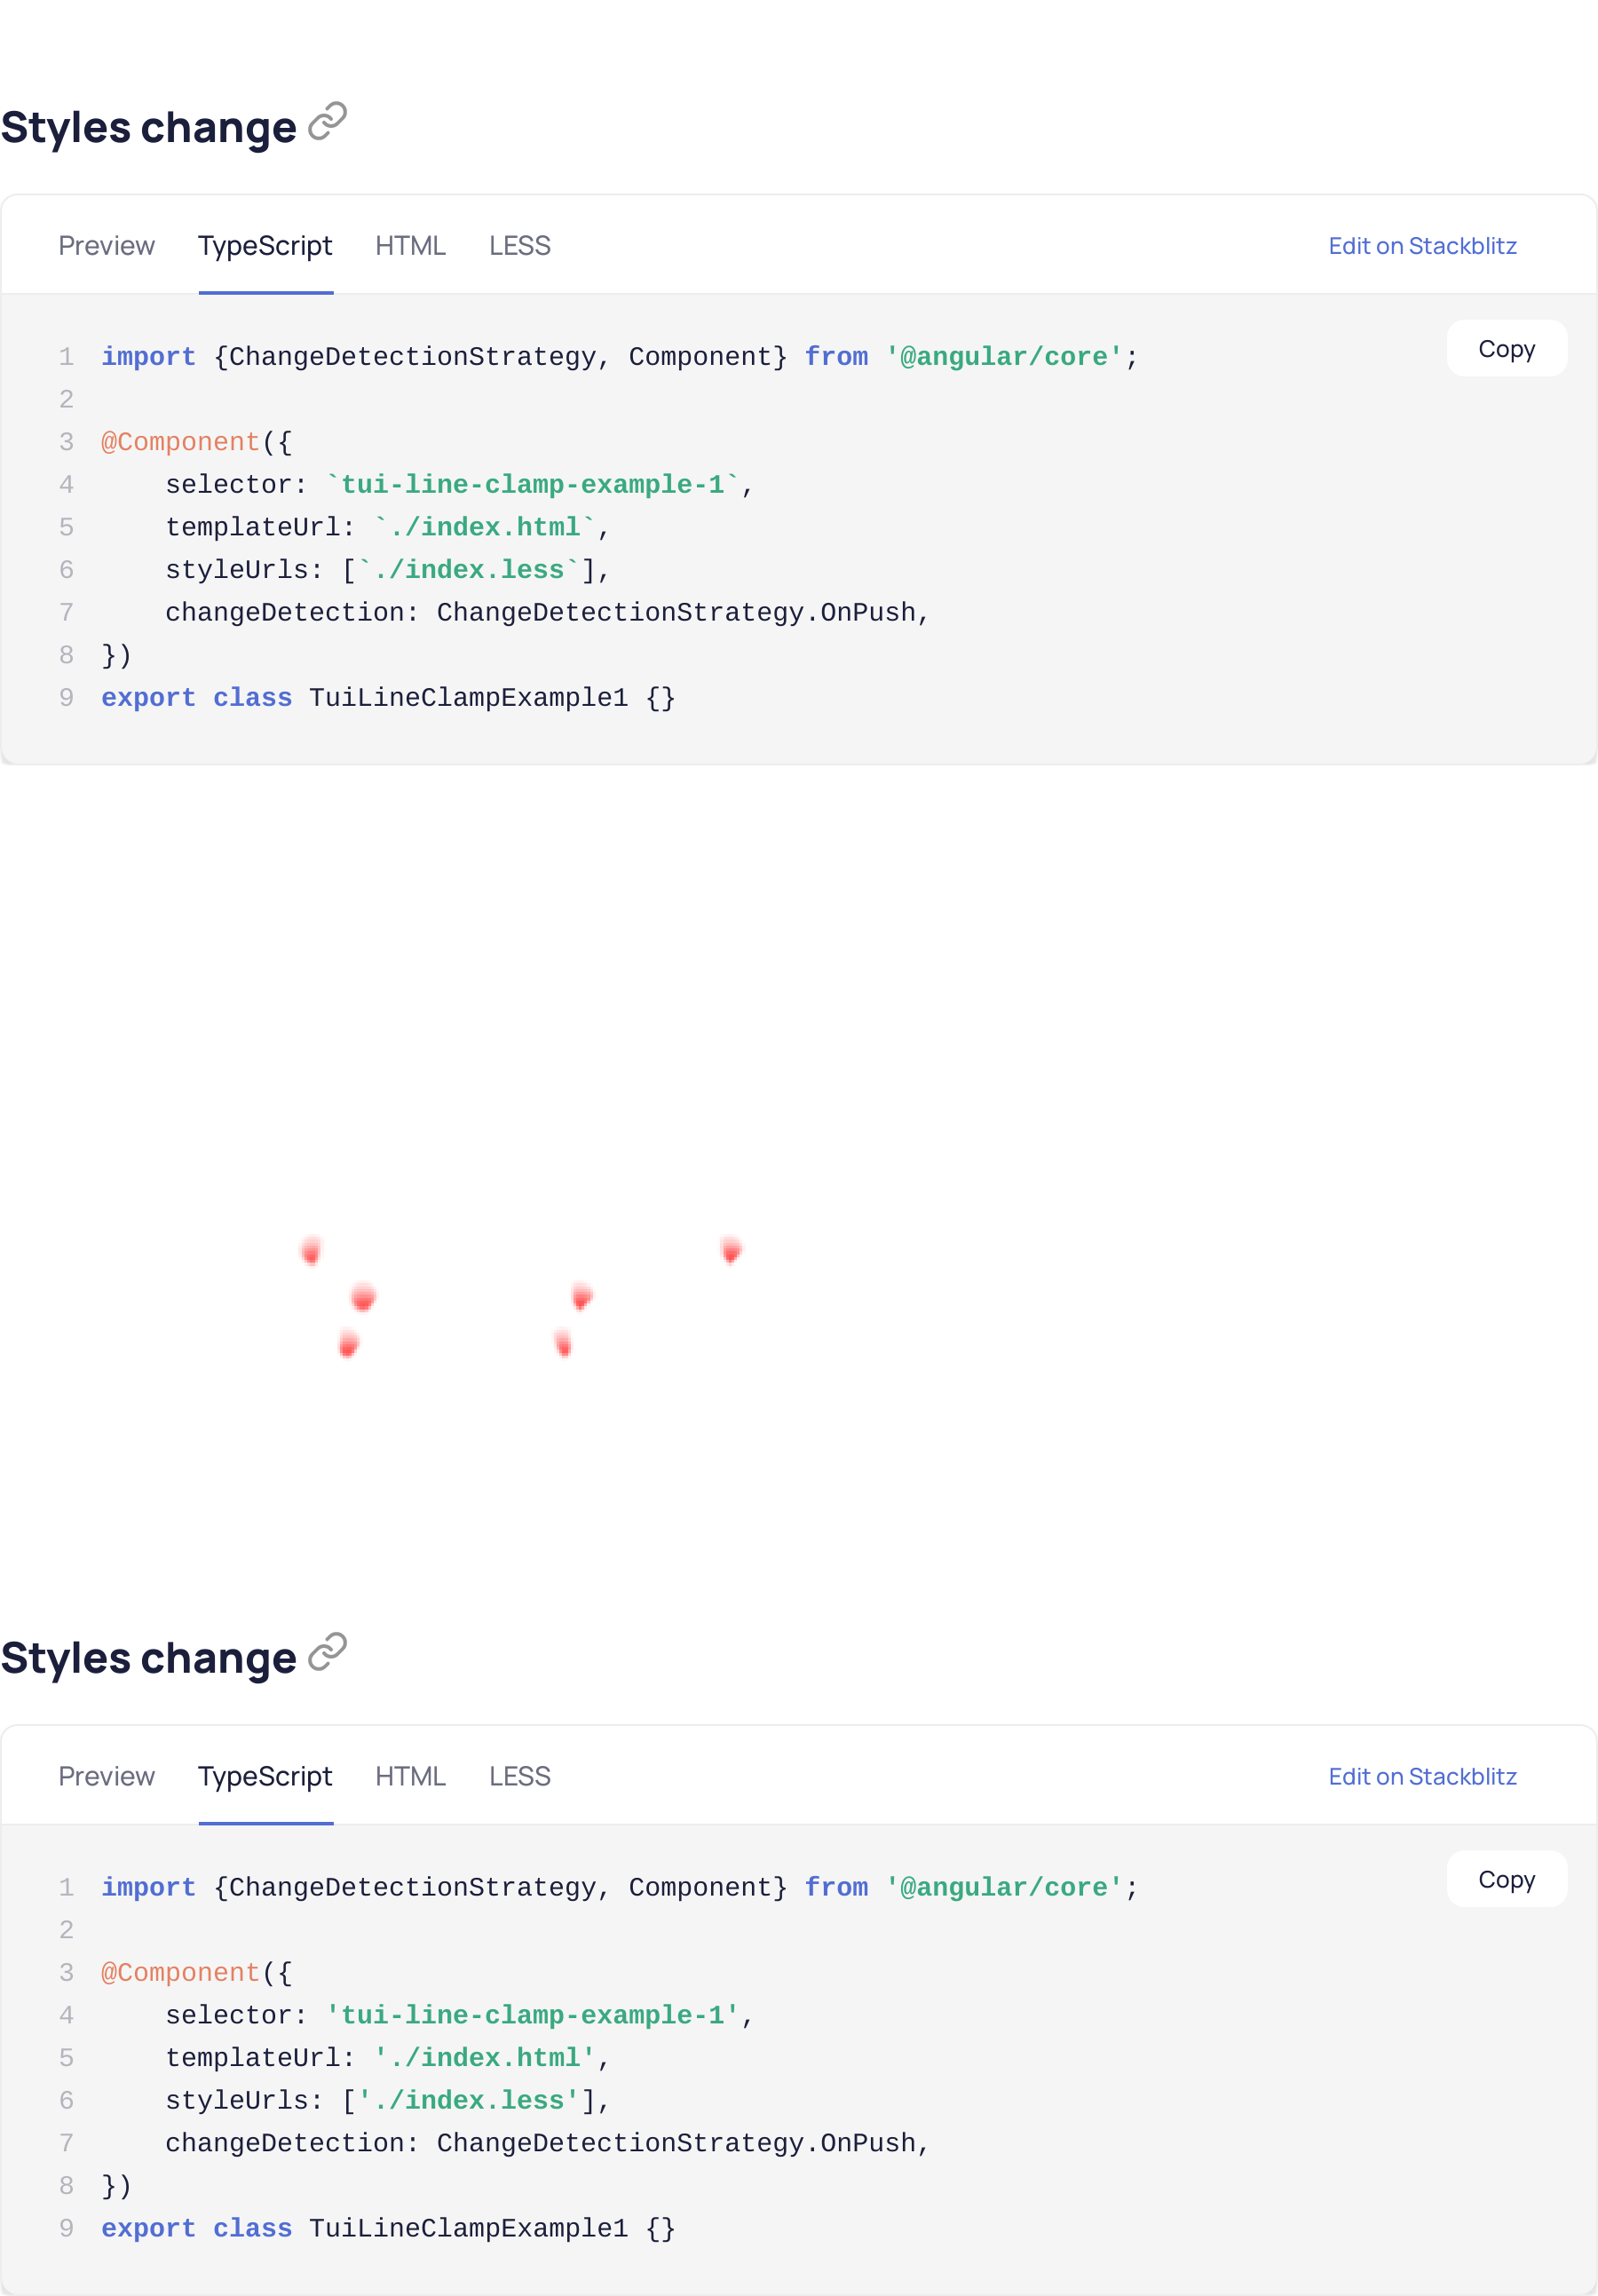 Styles change
Preview TypeScript HTML LESS Edit on Stackblitz
Copy
1 import {ChangeDetectionStrategy, Component} from '@angular/core';
2
3 @Component({
4     selector: `tui-line-clamp-example-1`,
5     templateUrl: `./index.html`,
6     styleUrls: [`./index.less`],
7     changeDetection: ChangeDetectionStrategy.OnPush,
8 })
9 export class TuiLineClampExample1 {}
Styles change
Preview TypeScript HTML LESS Edit on Stackblitz
Copy
1 import {ChangeDetectionStrategy, Component} from '@angular/core';
2
3 @Component({
4     selector: 'tui-line-clamp-example-1',
5     templateUrl: './index.html',
6     styleUrls: ['./index.less'],
7     changeDetection: ChangeDetectionStrategy.OnPush,
8 })
9 export class TuiLineClampExample1 {}